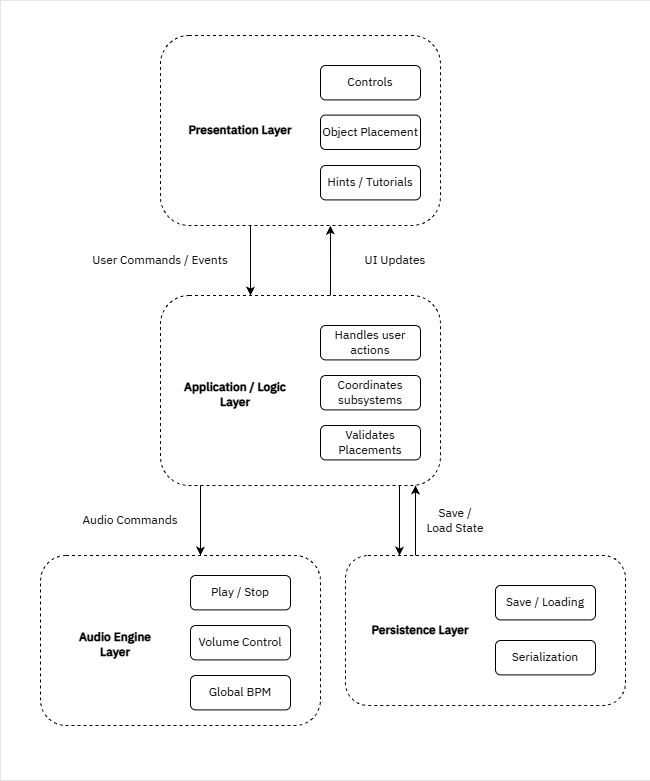 Controls
Presentation Layer
Object Placement
Hints / Tutorials
User Commands / Events
UI Updates
Handles user
actions
Application / Logic
Layer
Coordinates
subsystems
Validates
Placements
Audio Commands
Save /
Load State
Play / Stop
Audio Engine
Layer
Volume Control
Global BPM
Persistence Layer
Save / Loading
Serialization